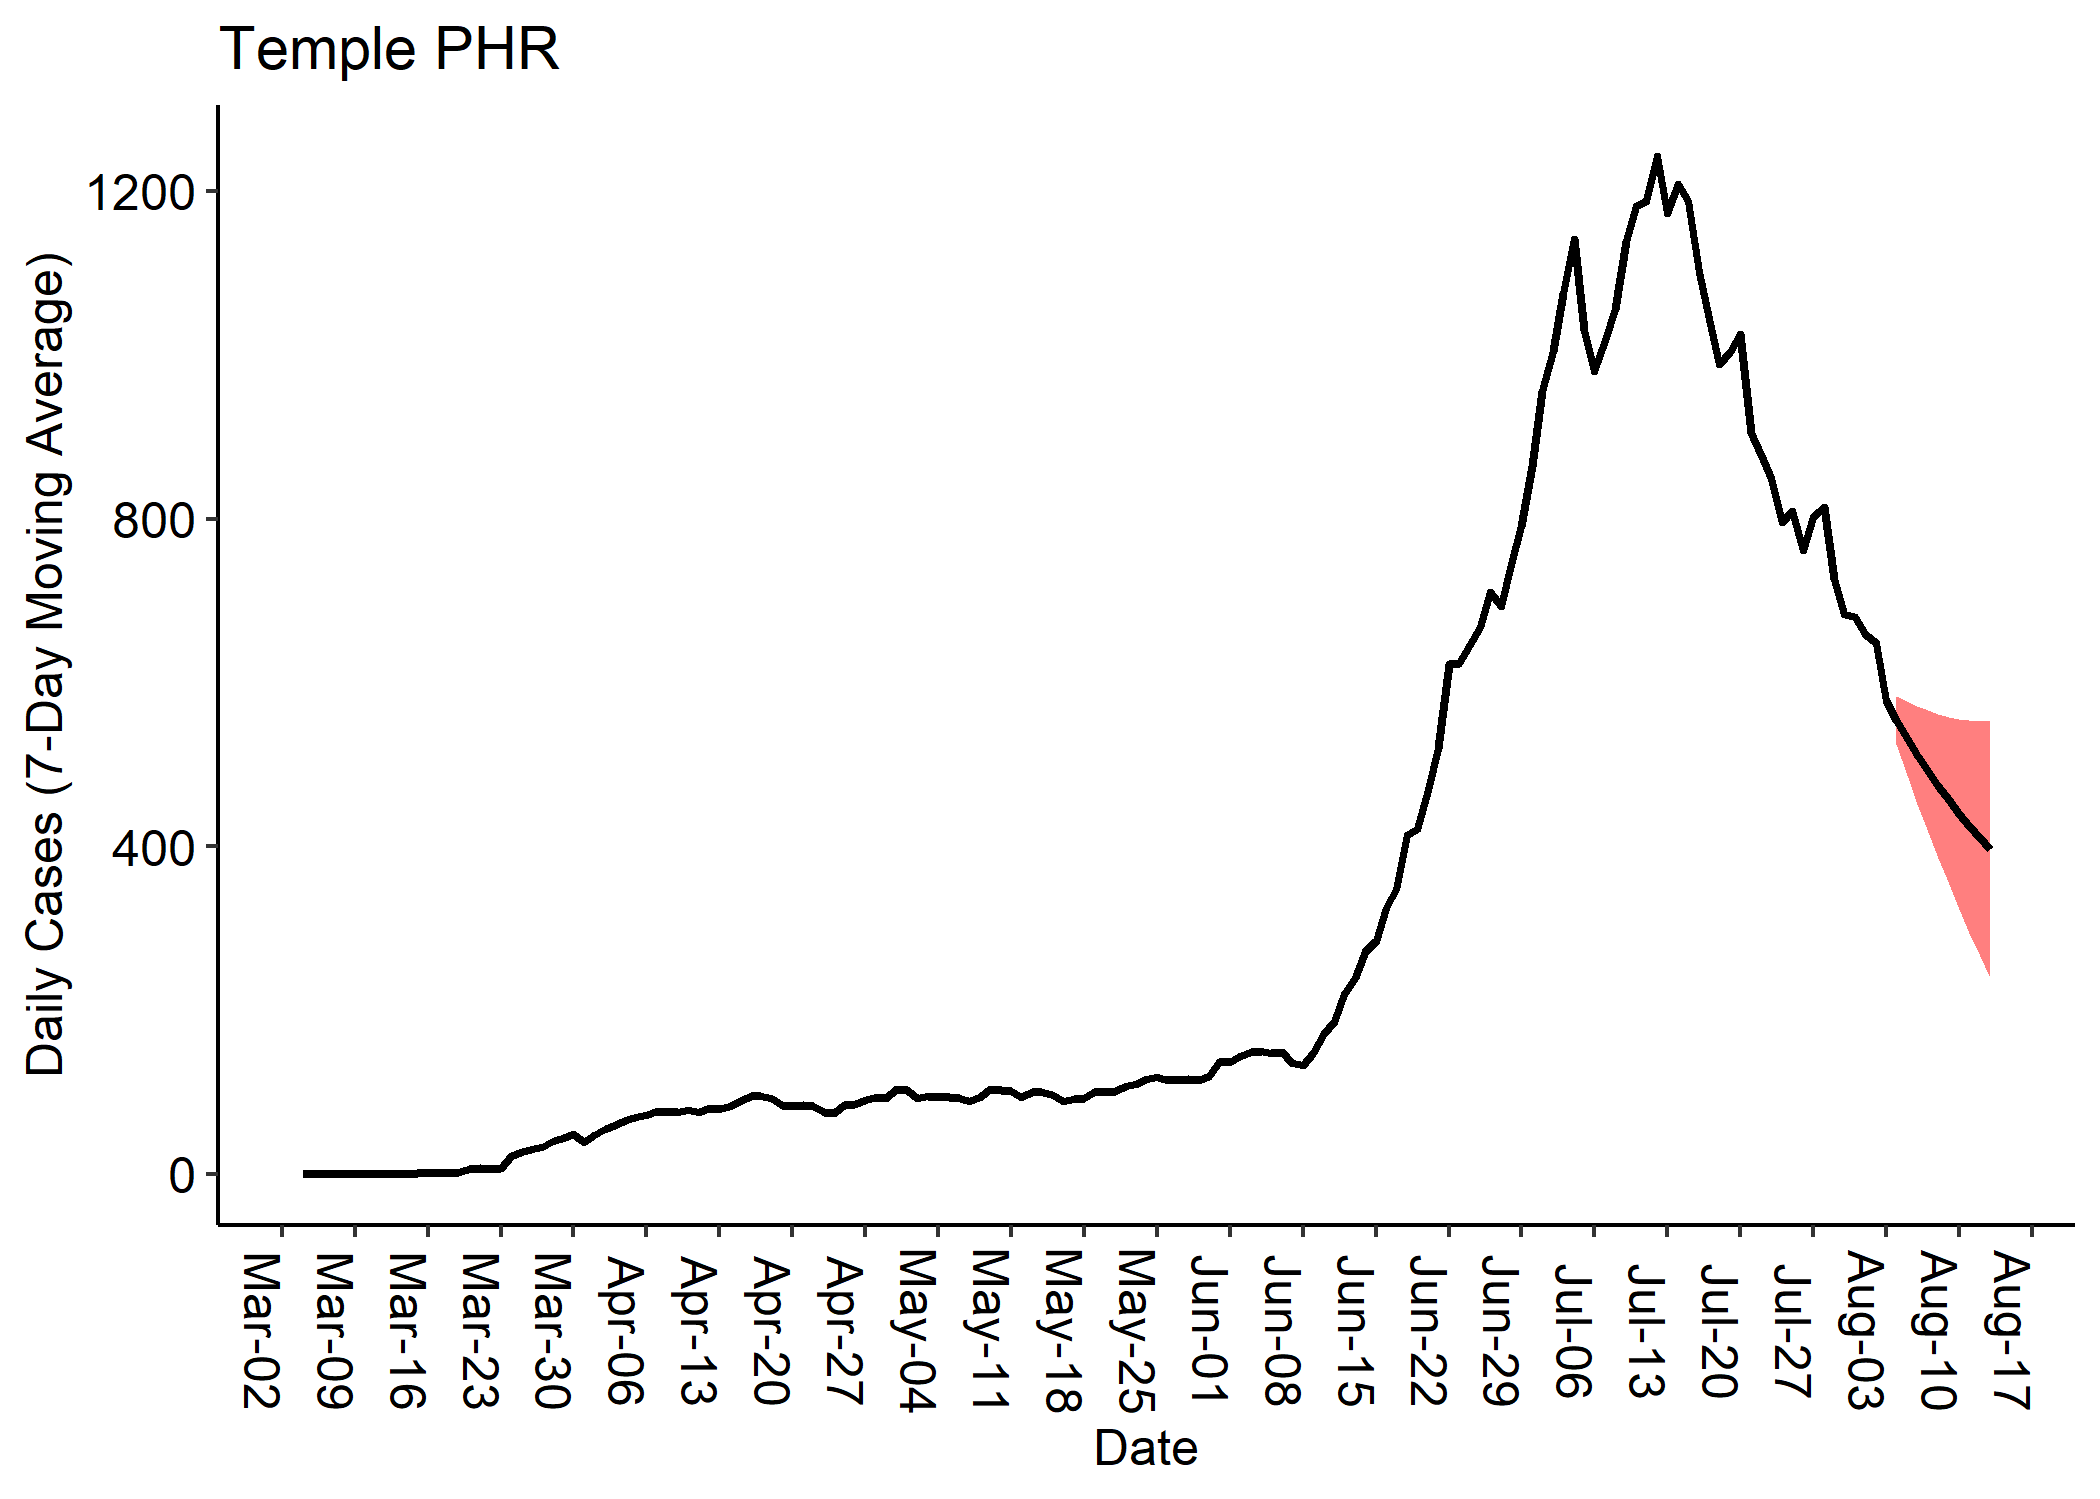 Temple PHR
Daily Cases (7-Day Moving Average)
1200
800
400
0
Mar-02
Mar-09
Mar-16
Mar-23
Mar-30
Apr-06
Apr-13
Apr-20
Apr-27
May-04
May-11
May-18
May-25
Jun-01
Jun-08
Jun-15
Jun-22
Jun-29
Jul-06
Jul-13
Jul-20
Jul-27
Aug-03
Aug-10
Aug-17
Date